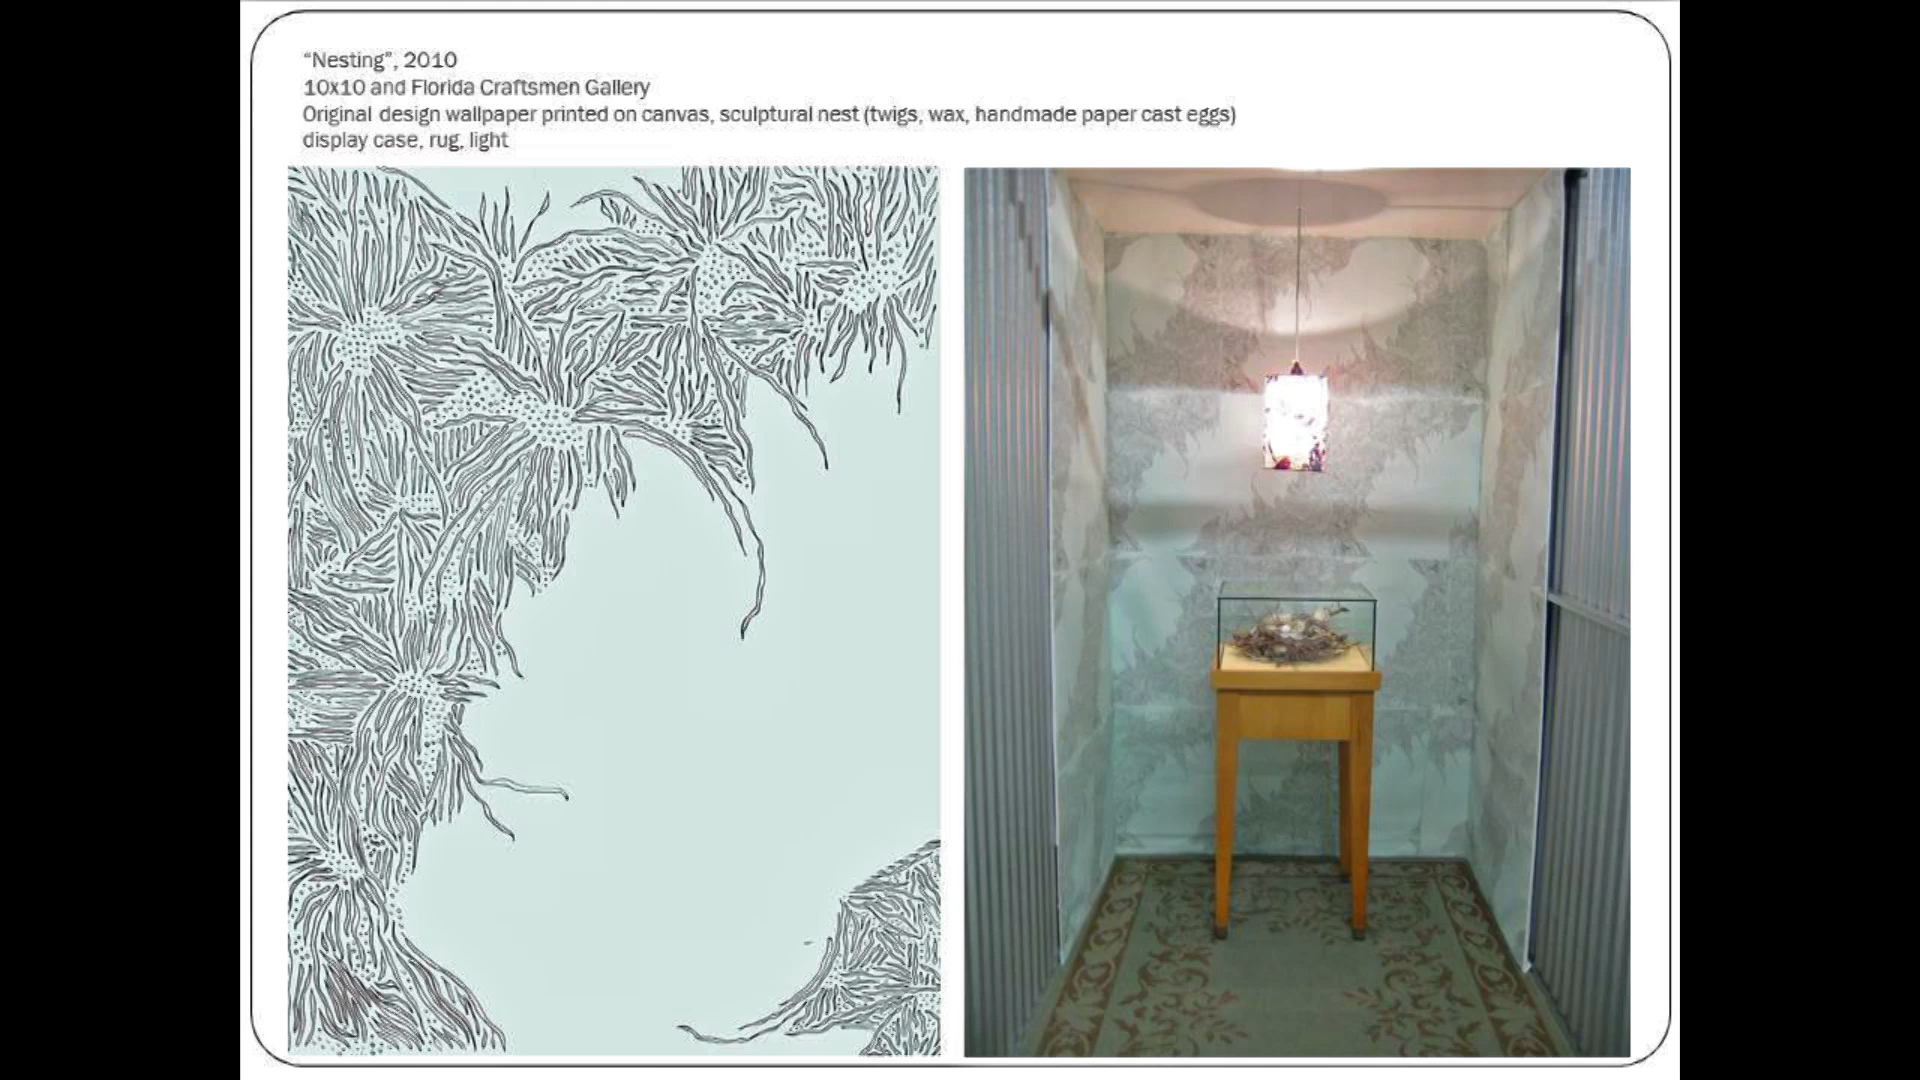 “Nesting”, 2010
10x10 and Florida Craftsmen Gallery
Original design wallpaper printed on canvas, sculptural nest (twigs, wax, handmade paper cast eggs)
display case, rug, light